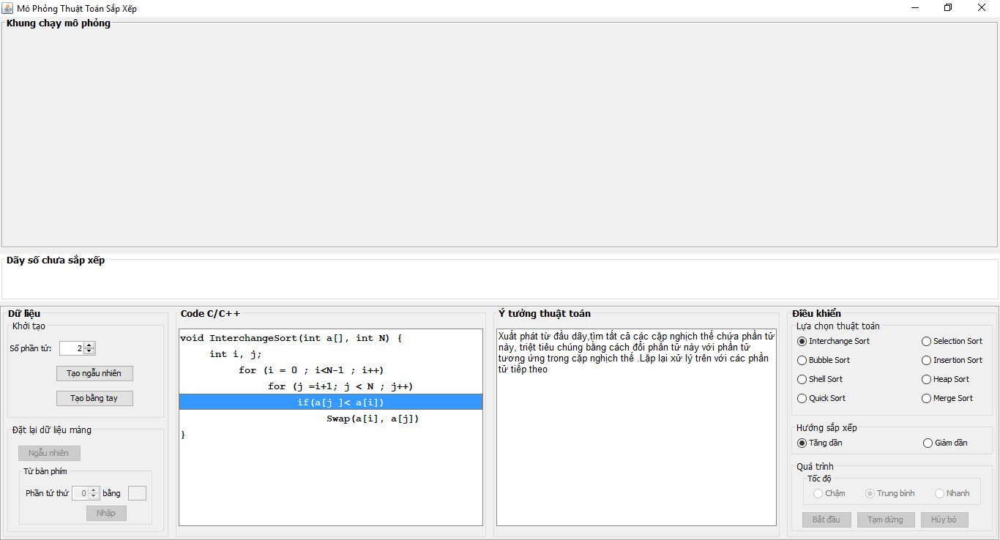 Mô Phỏng Thuật Toán Sắp Xếp
Khung chạy mô phỏng
Dãy số chưa sắp xếp
Dữ liệu
Khởi tạo
Số phần tử: 2
Tạo ngẫu nhiên
Tạo bằng tay
Đặt lại dữ liệu mảng
Ngẫu nhiên
Từ bàn phím
Phần tử thứ 0 bằng
Nhập
Code C/C++
void InterchangeSort(int a[], int N) {
int i, j;
for (i = 0 ; i<N-1 ; i++)
for (j =i+1; j < N ; j++)
if(a[j ]< a[i])
Swap(a[i], a[j])
}
Ý tưởng thuật toán
Xuất phát từ đầu dãy,tìm tất cả các cặp nghịch thế chứa phần tử
này, triệt tiêu chúng bằng cách đổi phần tử này với phần tử
tương ứng trong cặp nghịch thế .Lặp lại xử lý trên với các phần
tử tiếp theo
Điều khiển
Lựa chọn thuật toán
Interchange Sort Selection Sort
Bubble Sort Insertion Sort
Shell Sort Heap Sort
Quick Sort Merge Sort
Hướng sắp xếp
Tăng dần Giảm dần
Quá trình
Tốc độ
Chậm Trung bình Nhanh
Bắt đầu Tạm dừng Hủy bỏ